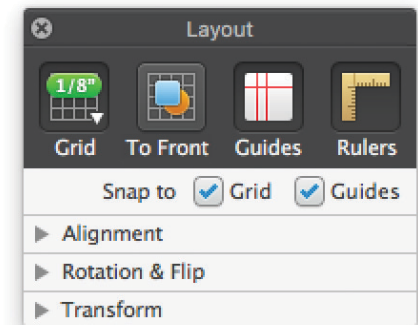 Layout
1/8"
Grid To Front Guides Rulers
Snap to Grid Guides
Alignment
Rotation & Flip
Transform